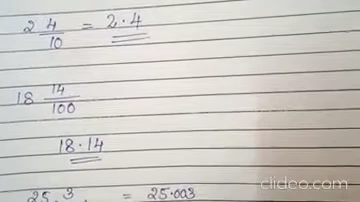 2 4/10 = 2.4
18 14/100
18.14
25 3 = 25.003
clideo.com